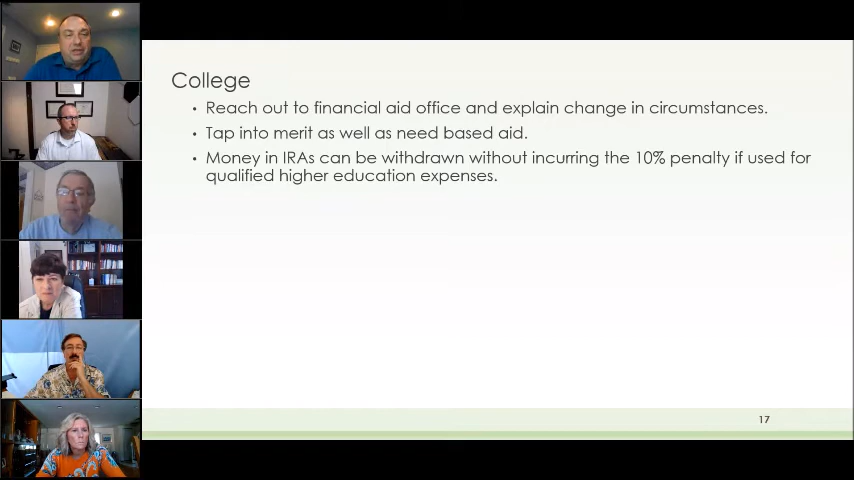 College
• Reach out to financial aid office and explain change in circumstances.
• Tap into merit as well as need based aid.
• Money in IRAs can be withdrawn without incurring the 10% penalty if used for
qualified higher education expenses.
17